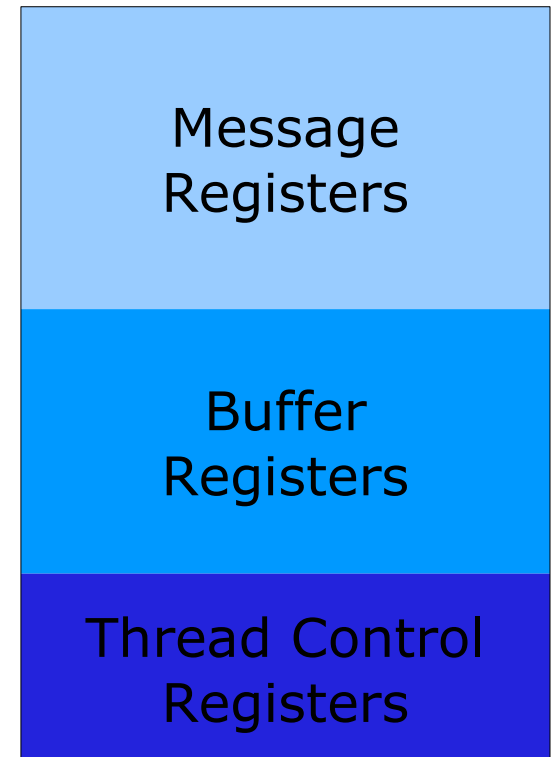 Message
Registers
Buffer
Registers
Thread Control
Registers